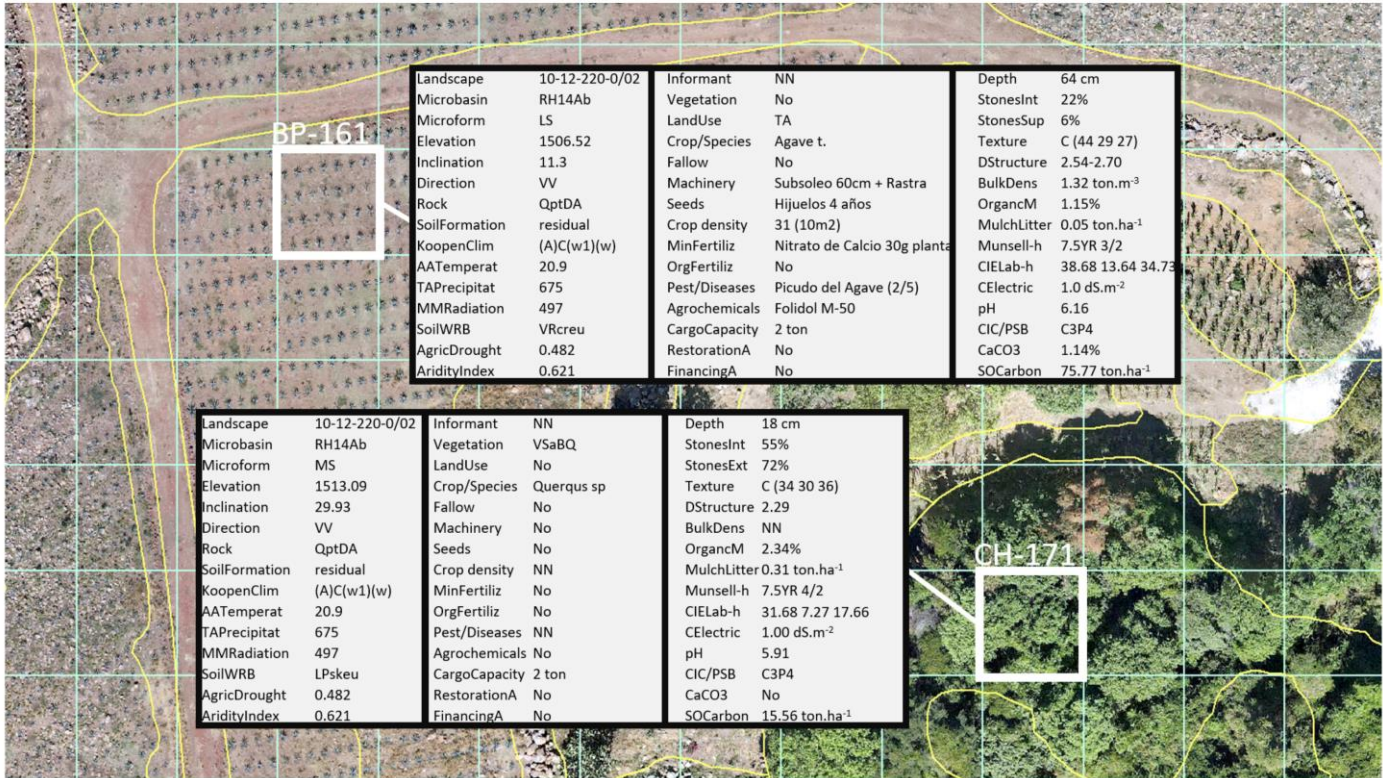 BP-161
Landscape 10-12-220-0/02 Informant NN Depth 64 cm
Microbasin RH14Ab Vegetation No StonesInt 22%
Microform LS LandUse TA StonesSup 6%
Elevation 1506.52 Crop/Species Agave t. Texture C (44 29 27)
Inclination 11.3 Fallow No DStructure 2.54-2.70
Direction VV Machinery Subsoleo 60cm + Rastra BulkDens 1.32 ton.m-3
Rock QptDA Seeds Hijuelos 4 años OrgancM 1.15%
SoilFormation residual Crop density 31 (10m2) MulchLitter 0.05 ton.ha-1
KoopenClim (A)C(w1)(w) MinFertiliz Nitrato de Calcio 30g planta Munsell-h 7.5YR 3/2
AATemperat 20.9 OrgFertiliz No CIELab-h 38.68 13.64 34.73
TAPrecipitat 675 Pest/Diseases Picudo del Agave (2/5) CElectric 1.0 dS.m-2
MMRadiation 497 Agrochemicals Folidol M-50 pH 6.16
SoilWRB VRcreu CargoCapacity 2 ton CIC/PSB C3P4
AgricDrought 0.482 RestorationA No CaCO3 1.14%
AridityIndex 0.621 FinancingA No SOCarbon 75.77 ton.ha-1
Landscape 10-12-220-0/02 Informant NN Depth 18 cm
Microbasin RH14Ab Vegetation VSaBQ StonesInt 55%
Microform MS LandUse No StonesExt 72%
Elevation 1513.09 Crop/Species Querqus sp Texture C (34 30 36)
Inclination 29.93 Fallow No DStructure 2.29
Direction VV Machinery No BulkDens NN
Rock QptDA Seeds No OrgancM 2.34%
SoilFormation residual Crop density NN MulchLitter 0.31 ton.ha-1
KoopenClim (A)C(w1)(w) MinFertiliz No Munsell-h 7.5YR 4/2
AATemperat 20.9 OrgFertiliz No CIELab-h 31.68 7.27 17.66
TAPrecipitat 675 Pest/Diseases NN CElectric 1.00 dS.m-2
MMRadiation 497 Agrochemicals No pH 5.91
SoilWRB LPskeu CargoCapacity 2 ton CIC/PSB C3P4
AgricDrought 0.482 RestorationA No CaCO3 No
AridityIndex 0.621 FinancingA No SOCarbon 15.56 ton.ha-1
CH-171